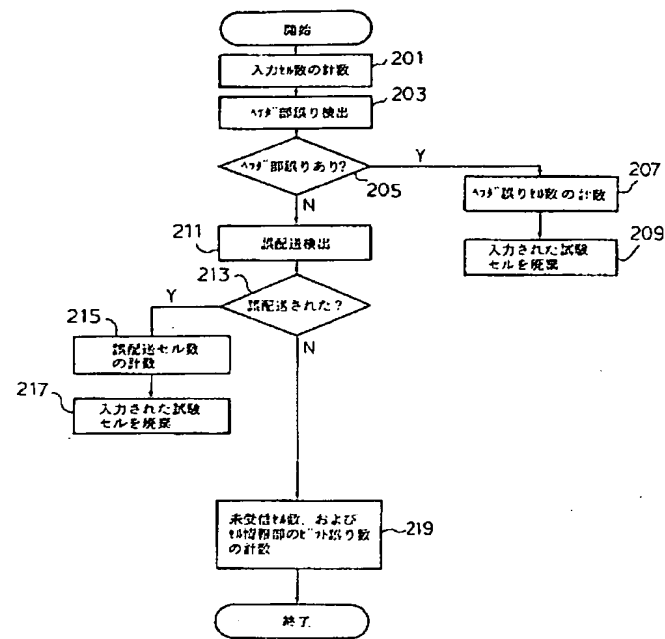 開始
入力ｾﾙ数の計数
201
ﾍｯﾀﾞ部誤り検出
203
ﾍｯﾀﾞ部誤りあり?
Y
205
N
207
ﾍｯﾀﾞ誤りｾﾙ数の計数
209
入力された試験
セルを廃棄
211
誤配送検出
213
誤配送された?
Y
N
215
誤配送セル数
の計数
217
入力された試験
セルを廃棄
未受信ｾﾙ数、および
ｾﾙ情報部のﾋﾞｯﾄ誤り数
の計数
219
終了